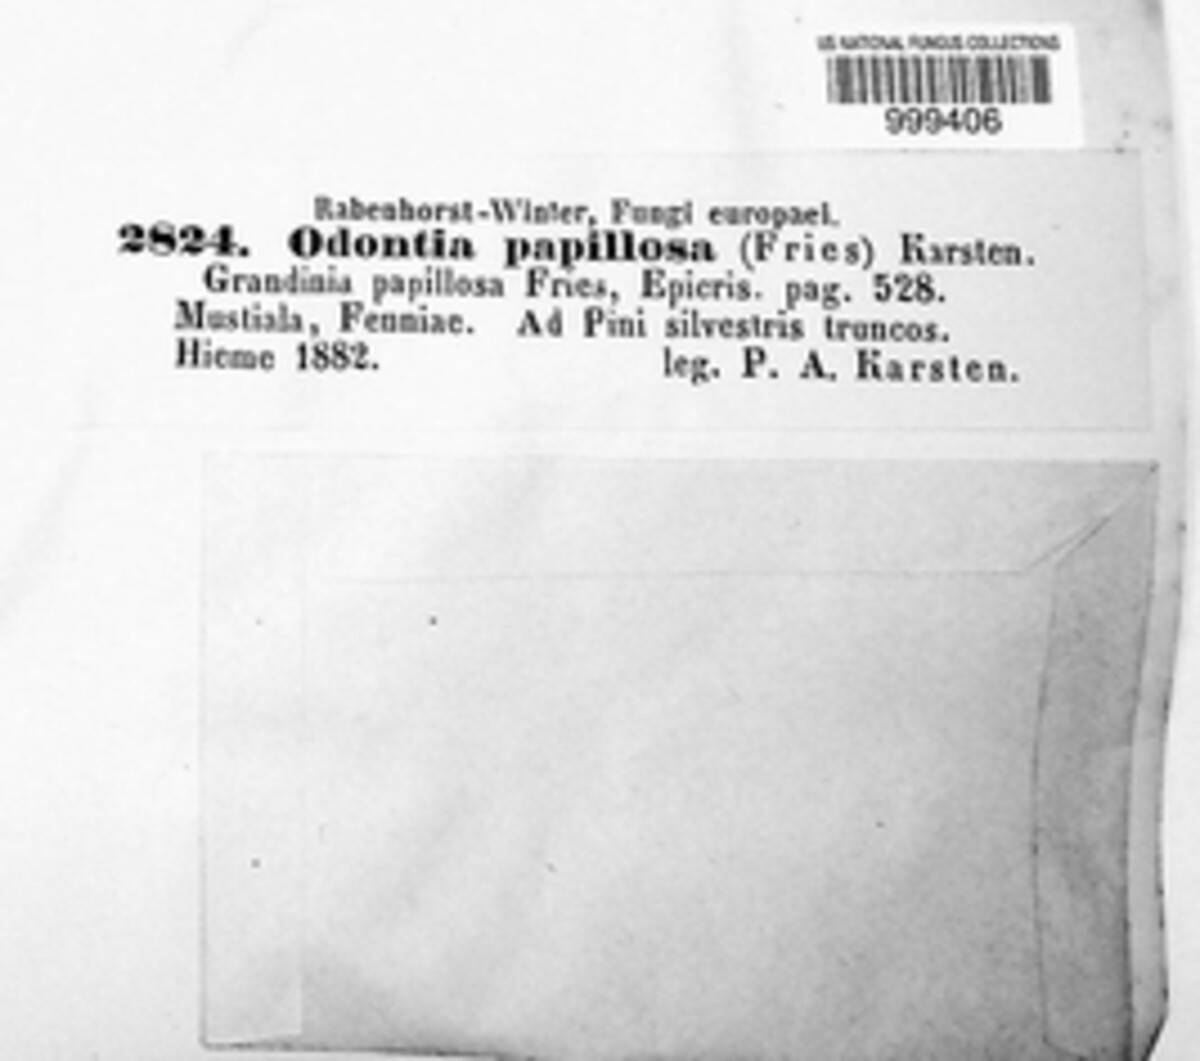 US NATIONAL FUNGUS COLLECTIONS
999406
Rabenhorst-Winter, Fungi europaei.
2824. Odontia papillosa (Fries) Karsten.
Grandinia papillosa Fries, Epicris. pag. 528.
Mustiala, Fenniae. Ad Pini silvestris truncos.
Hieme 1882. leg. P. A. Karsten.